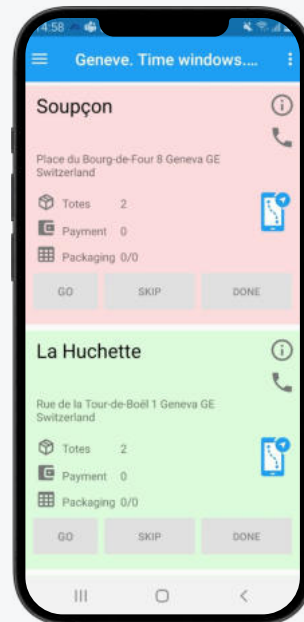 14:58
Geneve. Time windows....
Soupçon
Place du Bourg-de-Four 8 Geneva GE
Switzerland
Totes 2
Payment 0
Packaging 0/0
GO SKIP DONE
La Huchette
Rue de la Tour-de-Boël 1 Geneva GE
Switzerland
Totes 2
Payment 0
Packaging 0/0
GO SKIP DONE